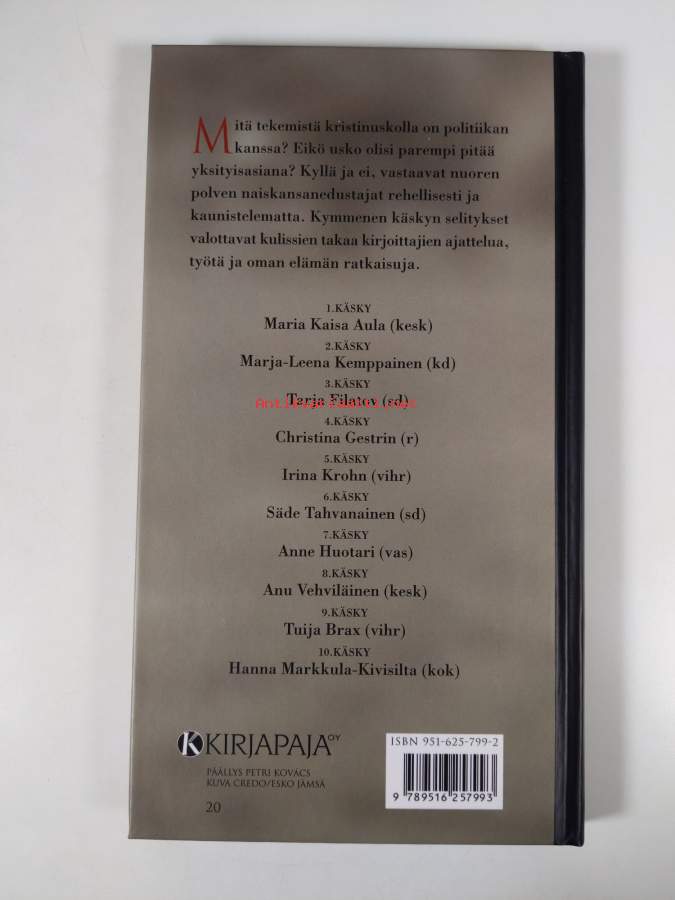 Mitä tekemistä kristinuskolla on politiikan
kanssa? Eikö usko olisi parempi pitää
yksityisasiana? Kyllä ja ei, vastaavat nuoren
polven naiskansanedustajat rehellisesti ja
kaunistelematta. Kymmenen käskyn selitykset
valottavat kulissien takaa kirjoittajien ajattelua,
työtä ja oman elämän ratkaisuja.
1.KÄSKY
Maria Kaisa Aula (kesk)
2.KÄSKY
Marja-Leena Kemppainen (kd)
3.KÄSKY
Tarja Filatov (sd)
Antikvariaatti.net
4.KÄSKY
Christina Gestrin (r)
5.KÄSKY
Irina Krohn (vihr)
6.KÄSKY
Säde Tahvanainen (sd)
7.KÄSKY
Anne Huotari (vas)
8.KÄSKY
Anu Vehviläinen (kesk)
9.KÄSKY
Tuija Brax (vihr)
10.KÄSKY
Hanna Markkula-Kivisilta (kok)
K KIRJAPAJA OY
PÄÄLLYS PETRI KOVÁCS
KUVA CREDO/ESKO JÄMSÄ
20
ISBN 951-625-799-2
9 789516 257993